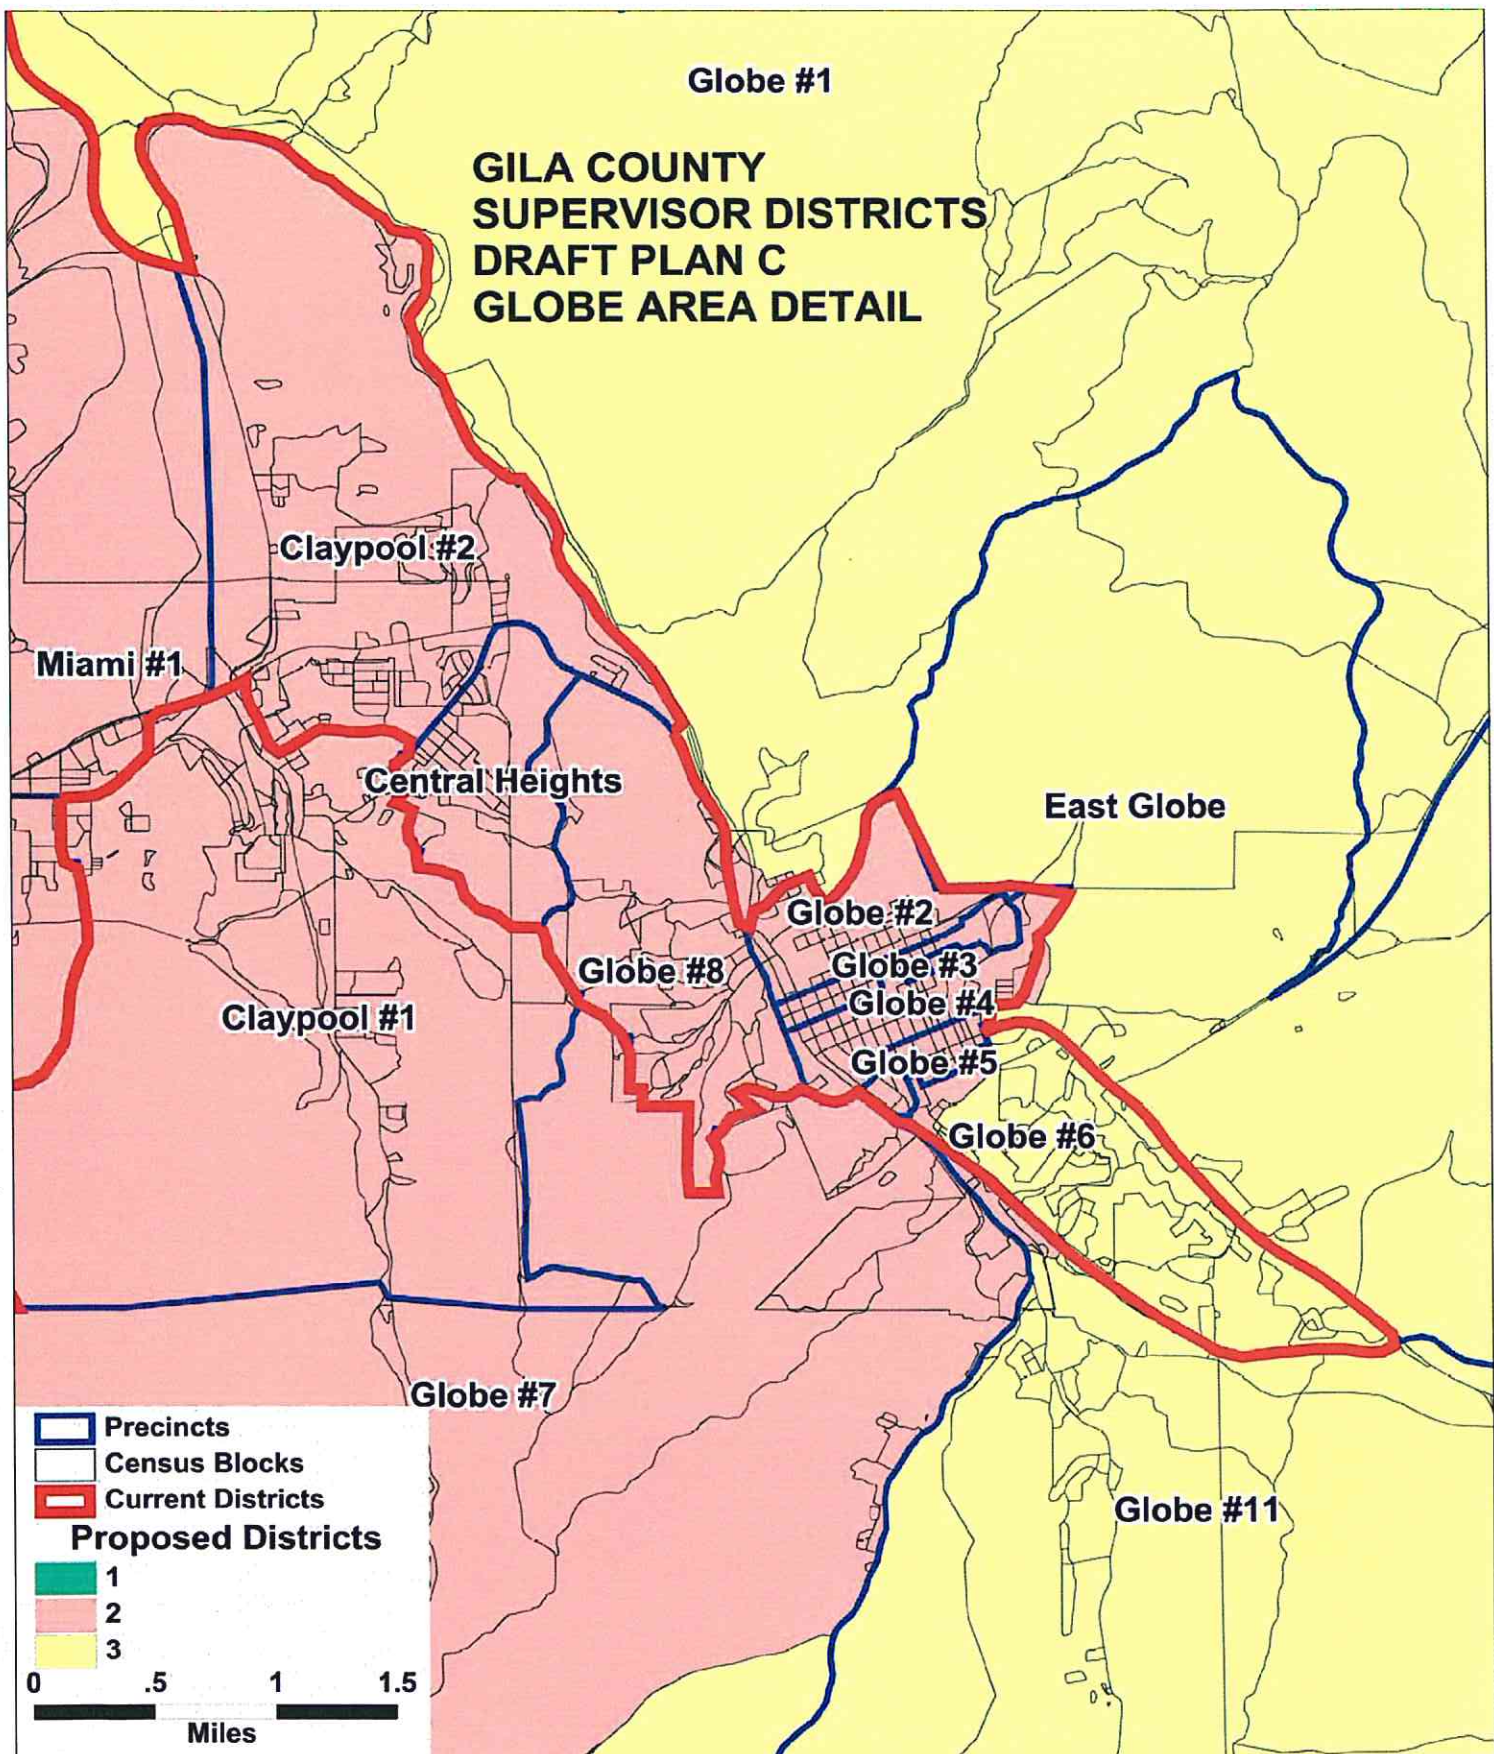 Globe #1
GILA COUNTY
SUPERVISOR DISTRICTS
DRAFT PLAN C
GLOBE AREA DETAIL
Claypool #2
Miami #1
Central Heights
East Globe
Globe #2
Globe #3
Globe #8
Globe #4
Claypool #1
Globe #5
Globe #6
Globe #7
Globe #11
Precincts
Census Blocks
Current Districts
Proposed Districts
1
2
3
0 .5 1 1.5
Miles